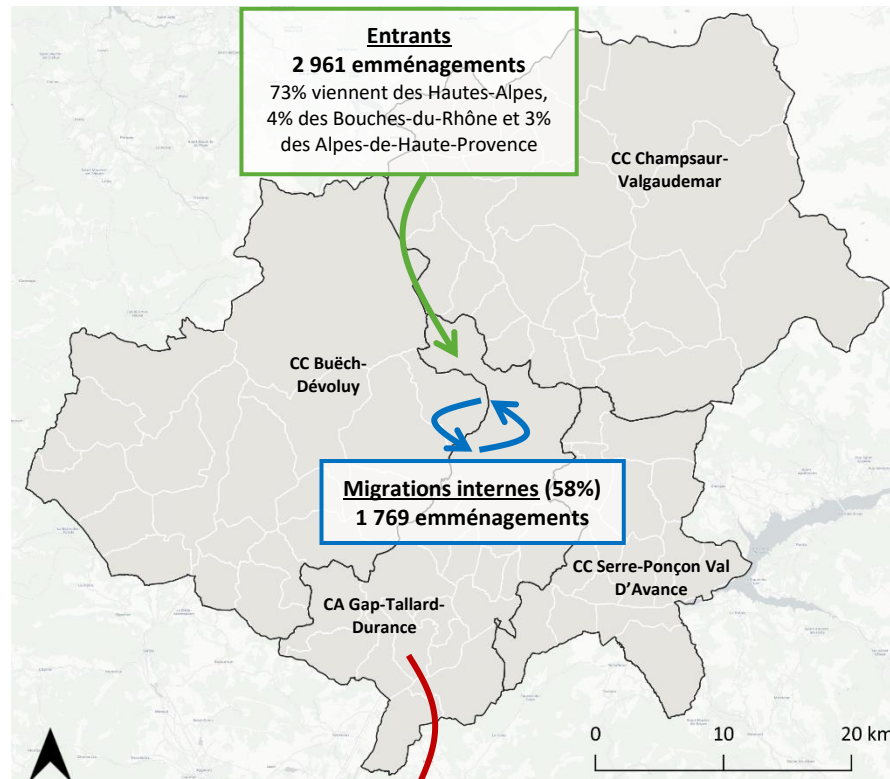 Entrants
2 961 emménagements
73% viennent des Hautes-Alpes,
4% des Bouches-du-Rhône et 3%
des Alpes-de-Haute-Provence
CC Champsaur-
Valgaudemar
CC Buëch-
Dévoluy
Migrations internes (58%)
1 769 emménagements
CC Serre-Ponçon Val
D’Avance
CA Gap-Tallard-
Durance
0 10 20 km